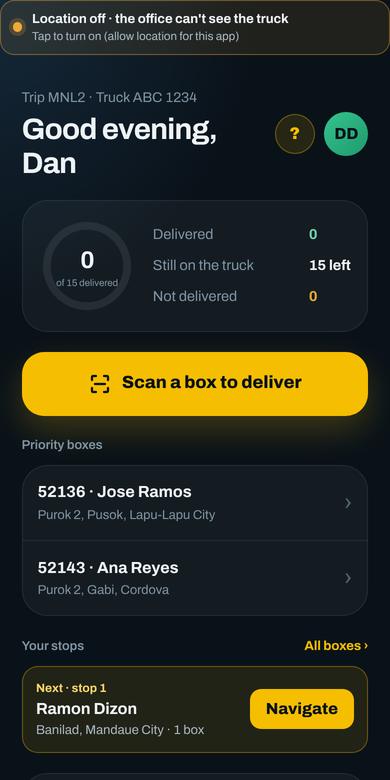 Location off · the office can't see the truck
Tap to turn on (allow location for this app)
Trip MNL2 · Truck ABC 1234
Good evening,
Dan
?
DD
0
of 15 delivered
Delivered 0
Still on the truck 15 left
Not delivered 0
Scan a box to deliver
Priority boxes
52136 · Jose Ramos
Purok 2, Pusok, Lapu-Lapu City
›
52143 · Ana Reyes
Purok 2, Gabi, Cordova
›
Your stops
All boxes ›
Next · stop 1
Ramon Dizon
Banilad, Mandaue City · 1 box
Navigate